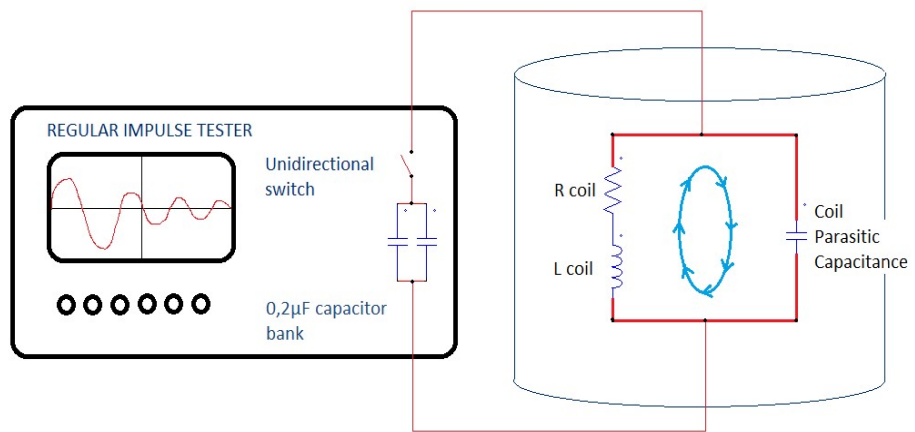 REGULAR IMPULSE TESTER
Unidirectional
switch
0,2µF capacitor
bank
R coil
L coil
Coil
Parasitic
Capacitance